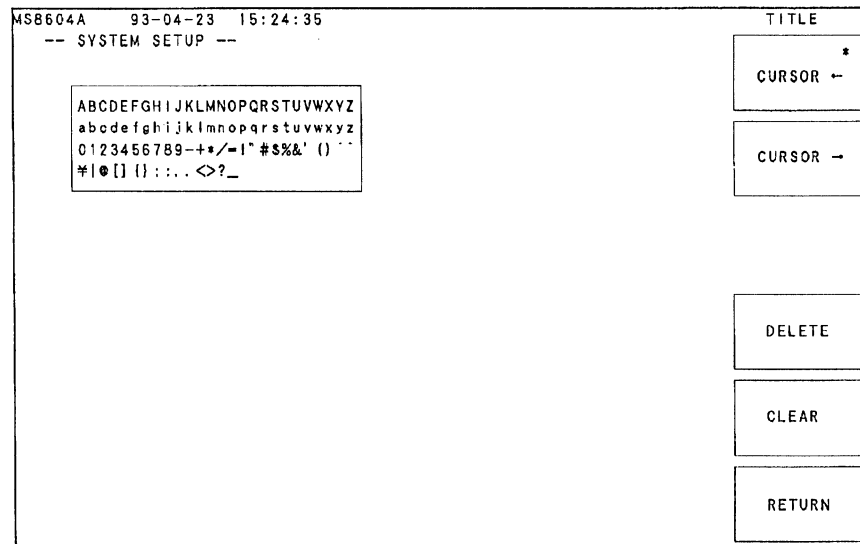 MS8604A 93-04-23 15:24:35
TITLE
-- SYSTEM SETUP --
*
CURSOR ←
ABCDEFGHIJKLMNOPQRSTUVWXYZ
abcdefghijklmnopqrstuvwxyz
0123456789-+*/=!"#$%&'()
¥|@[]{}:;,.<>?_
CURSOR →
DELETE
CLEAR
RETURN